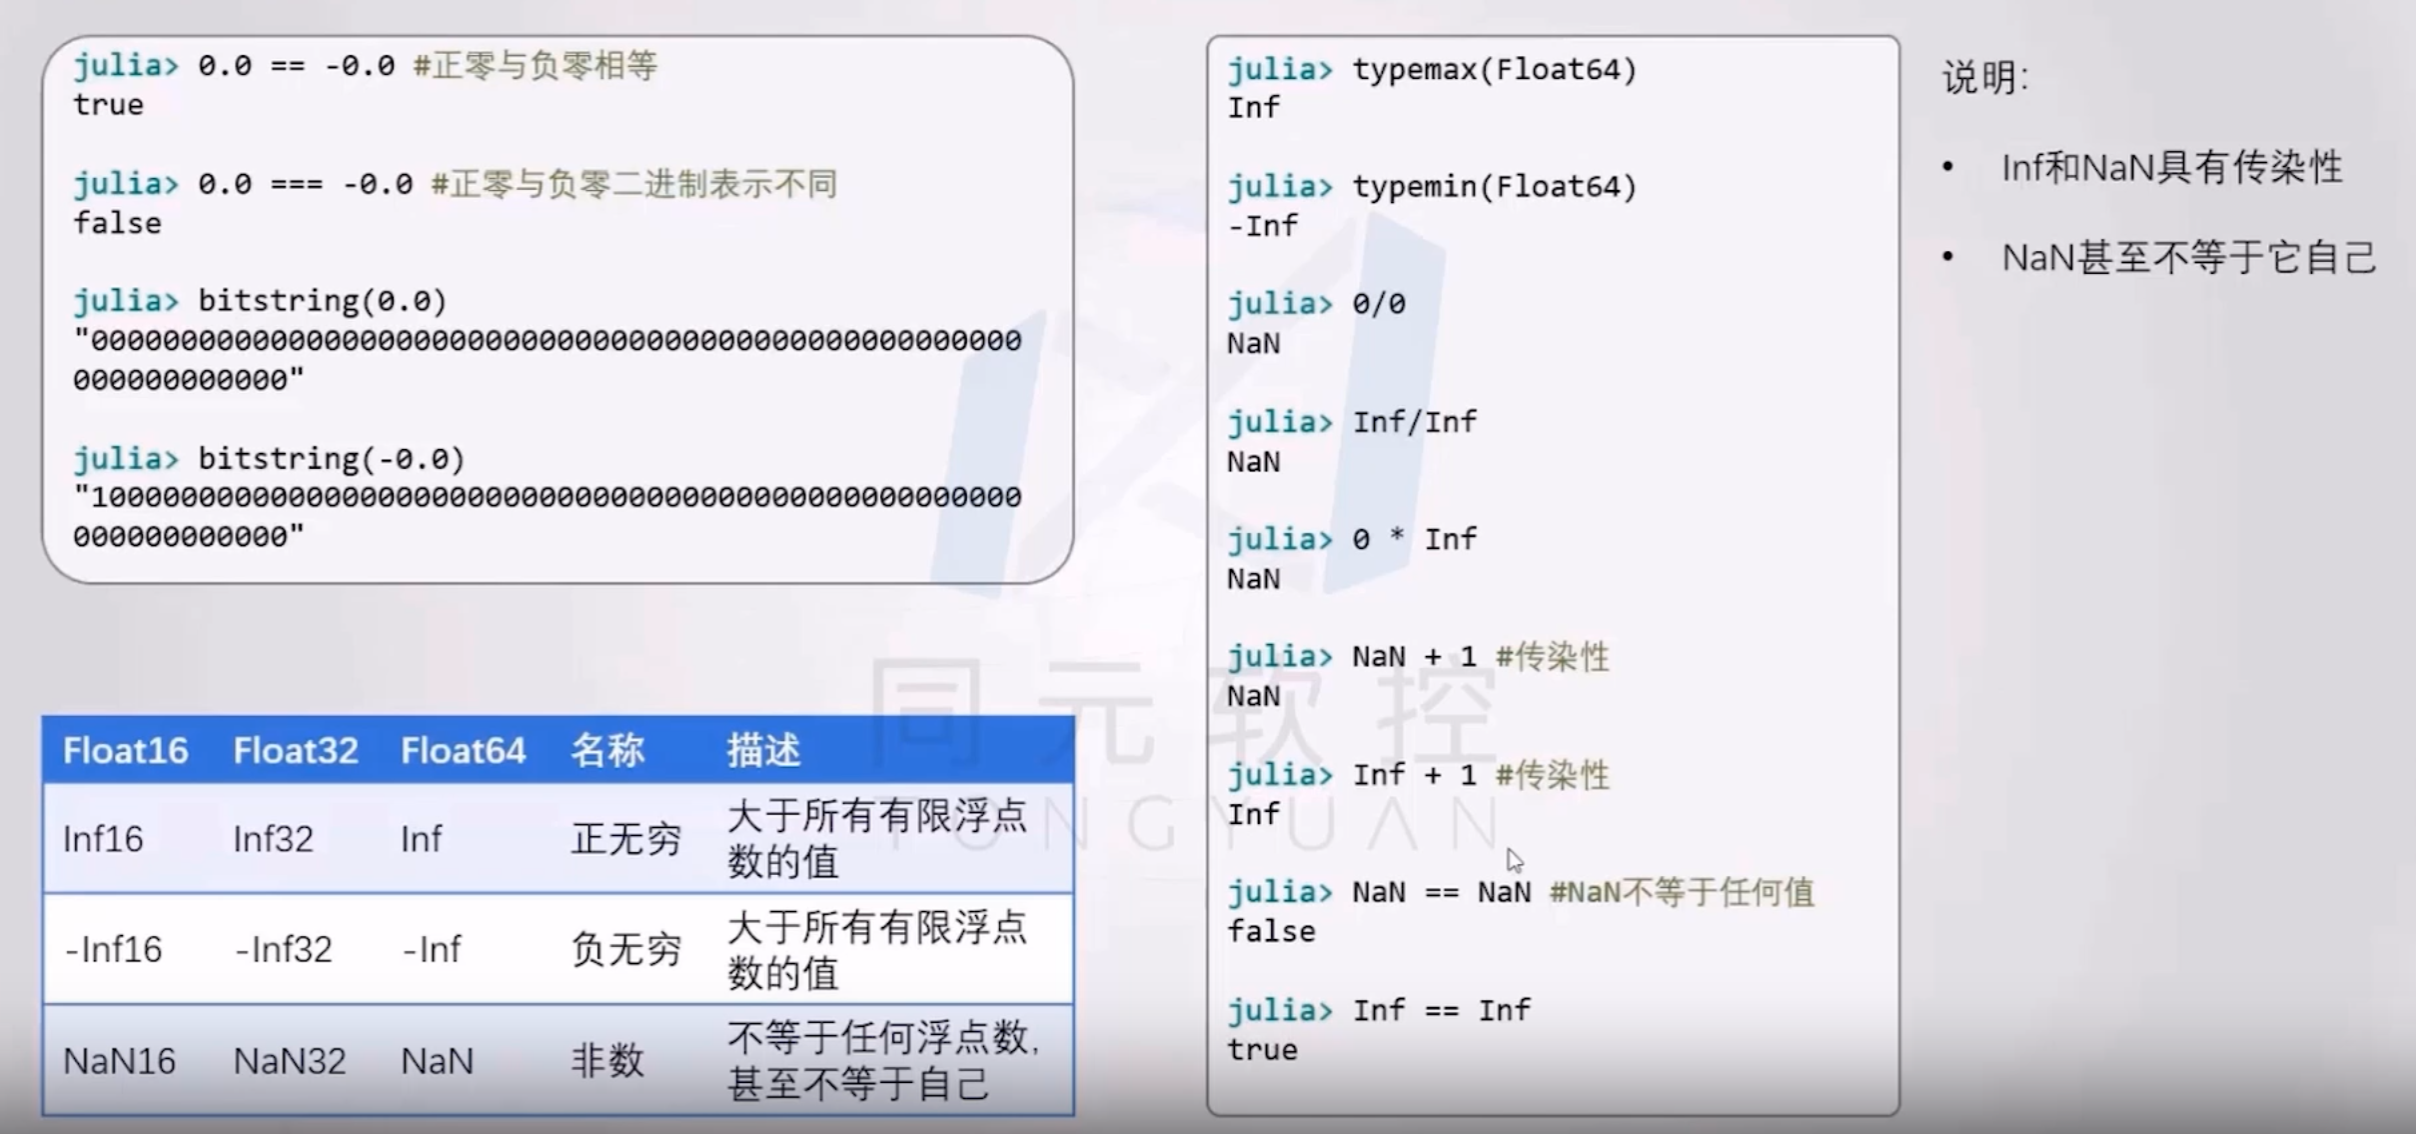 julia> 0.0 == -0.0 #正零与负零相等
true
julia> 0.0 === -0.0 #正零与负零二进制表示不同
false
julia> bitstring(0.0)
"0000000000000000000000000000000000000000000000000000
000000000000"
julia> bitstring(-0.0)
"1000000000000000000000000000000000000000000000000000
000000000000"
Float16 Float32 Float64 名称 描述
Inf16 Inf32 Inf 正无穷 大于所有有限浮点
数的值
-Inf16 -Inf32 -Inf 负无穷 大于所有有限浮点
数的值
NaN16 NaN32 NaN 非数 不等于任何浮点数,
甚至不等于自己
julia> typemax(Float64)
Inf
julia> typemin(Float64)
-Inf
julia> 0/0
NaN
julia> Inf/Inf
NaN
julia> 0 * Inf
NaN
julia> NaN + 1 #传染性
NaN
julia> Inf + 1 #传染性
Inf
julia> NaN == NaN #NaN不等于任何值
false
julia> Inf == Inf
true
说明:
• Inf和NaN具有传染性
• NaN甚至不等于它自己
同元软控
TONGYUAN